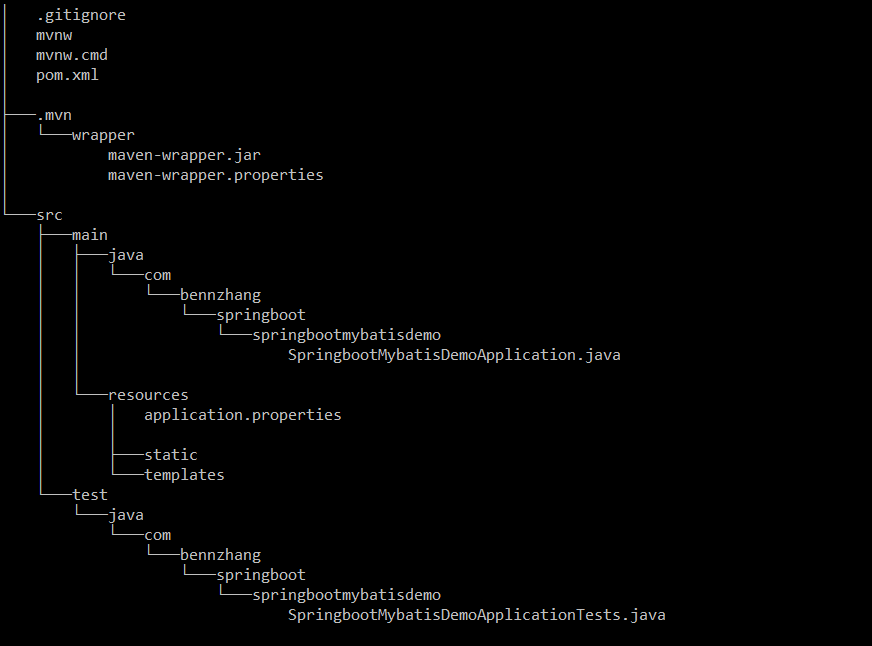 .gitignore
mvnw
mvnw.cmd
pom.xml
.mvn
wrapper
maven-wrapper.jar
maven-wrapper.properties
src
main
java
com
bennzhang
springboot
springbootmybatisdemo
SpringbootMybatisDemoApplication.java
resources
application.properties
static
templates
test
java
com
bennzhang
springboot
springbootmybatisdemo
SpringbootMybatisDemoApplicationTests.java